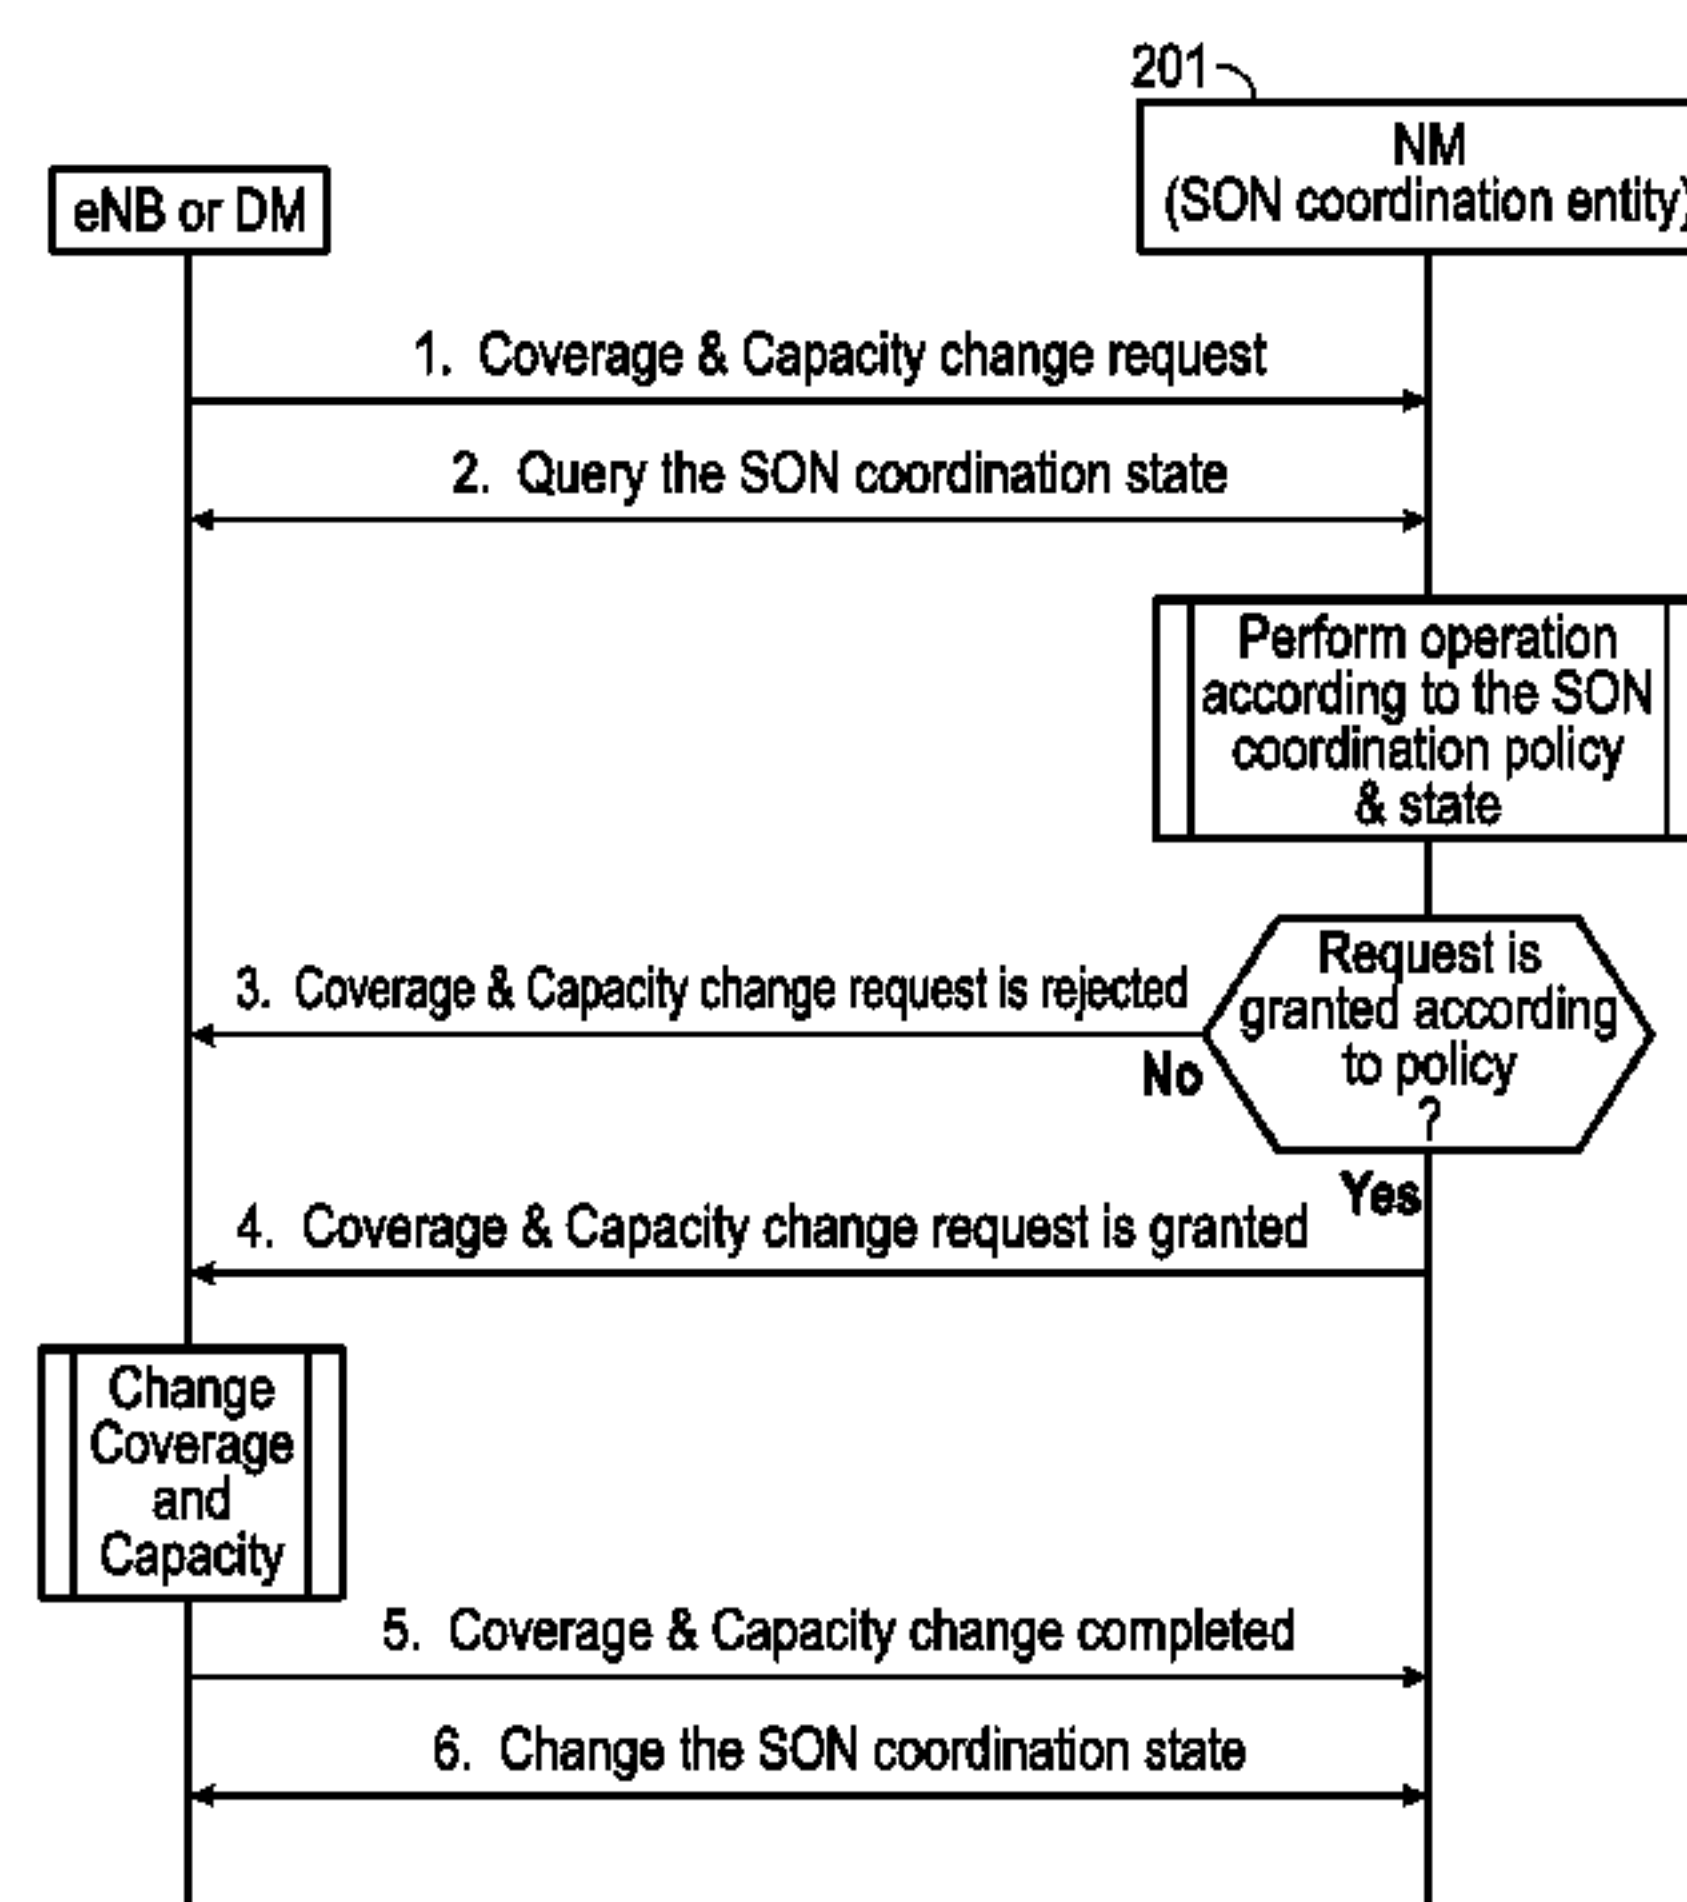 201
NM
(SON coordination entity)
eNB or DM
1. Coverage & Capacity change request
2. Query the SON coordination state
Perform operation
according to the SON
coordination policy
& state
Request is
granted according
to policy
?
3. Coverage & Capacity change request is rejected
No
Yes
4. Coverage & Capacity change request is granted
Change
Coverage
and
Capacity
5. Coverage & Capacity change completed
6. Change the SON coordination state